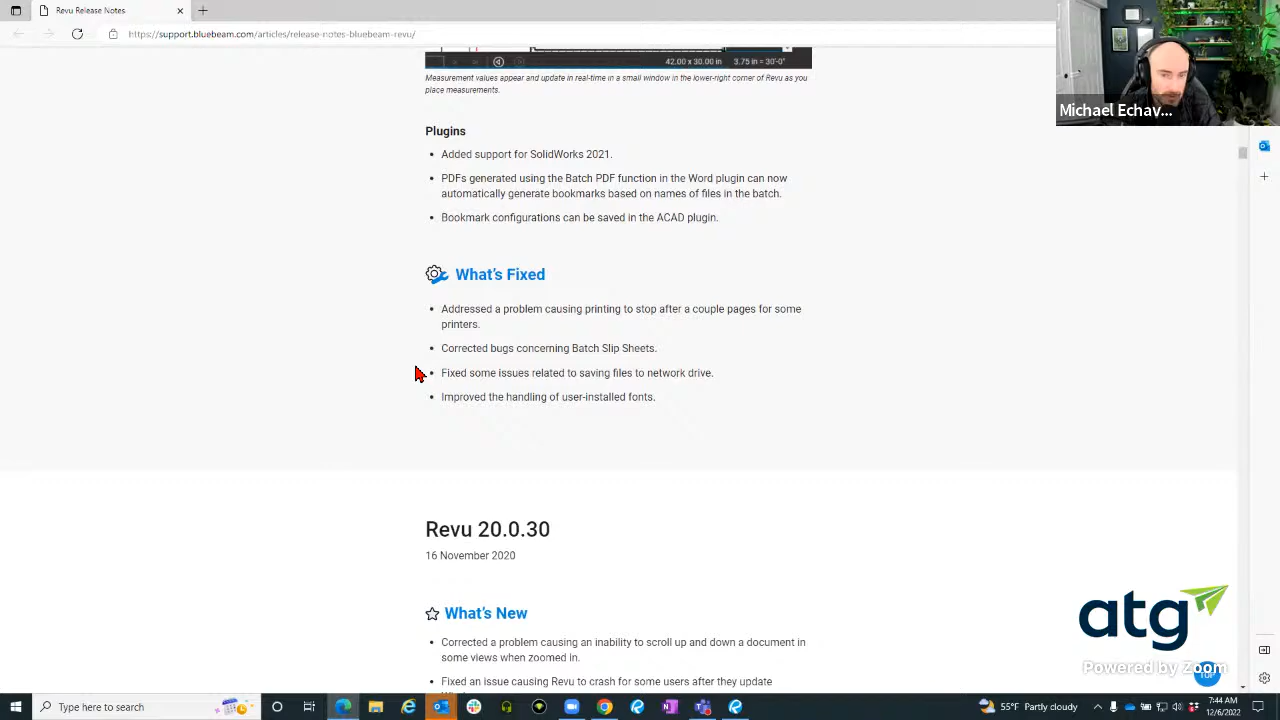 Revu Release Notes
https://support.bluebeam.com/articles/release-notes-bluebeam-revu/
42.00 x 30.00 in 3.75 in = 30'-0"
Measurement values appear and update in real-time in a small window in the lower-right corner of Revu as you
place measurements.
Michael Echav...
Plugins
Added support for SolidWorks 2021.
PDFs generated using the Batch PDF function in the Word plugin can now
automatically generate bookmarks based on names of files in the batch.
Bookmark configurations can be saved in the ACAD plugin.
What's Fixed
Addressed a problem causing printing to stop after a couple pages for some
printers.
Corrected bugs concerning Batch Slip Sheets.
Fixed some issues related to saving files to network drive.
Improved the handling of user-installed fonts.
Revu 20.0.30
16 November 2020
What's New
Corrected a problem causing an inability to scroll up and down a document in
some views when zoomed in.
Fixed an issue causing Revu to crash for some users after they update
atg
Powered by Zoom
TOP
Type here to search
55°F Partly cloudy
7:44 AM
12/6/2022